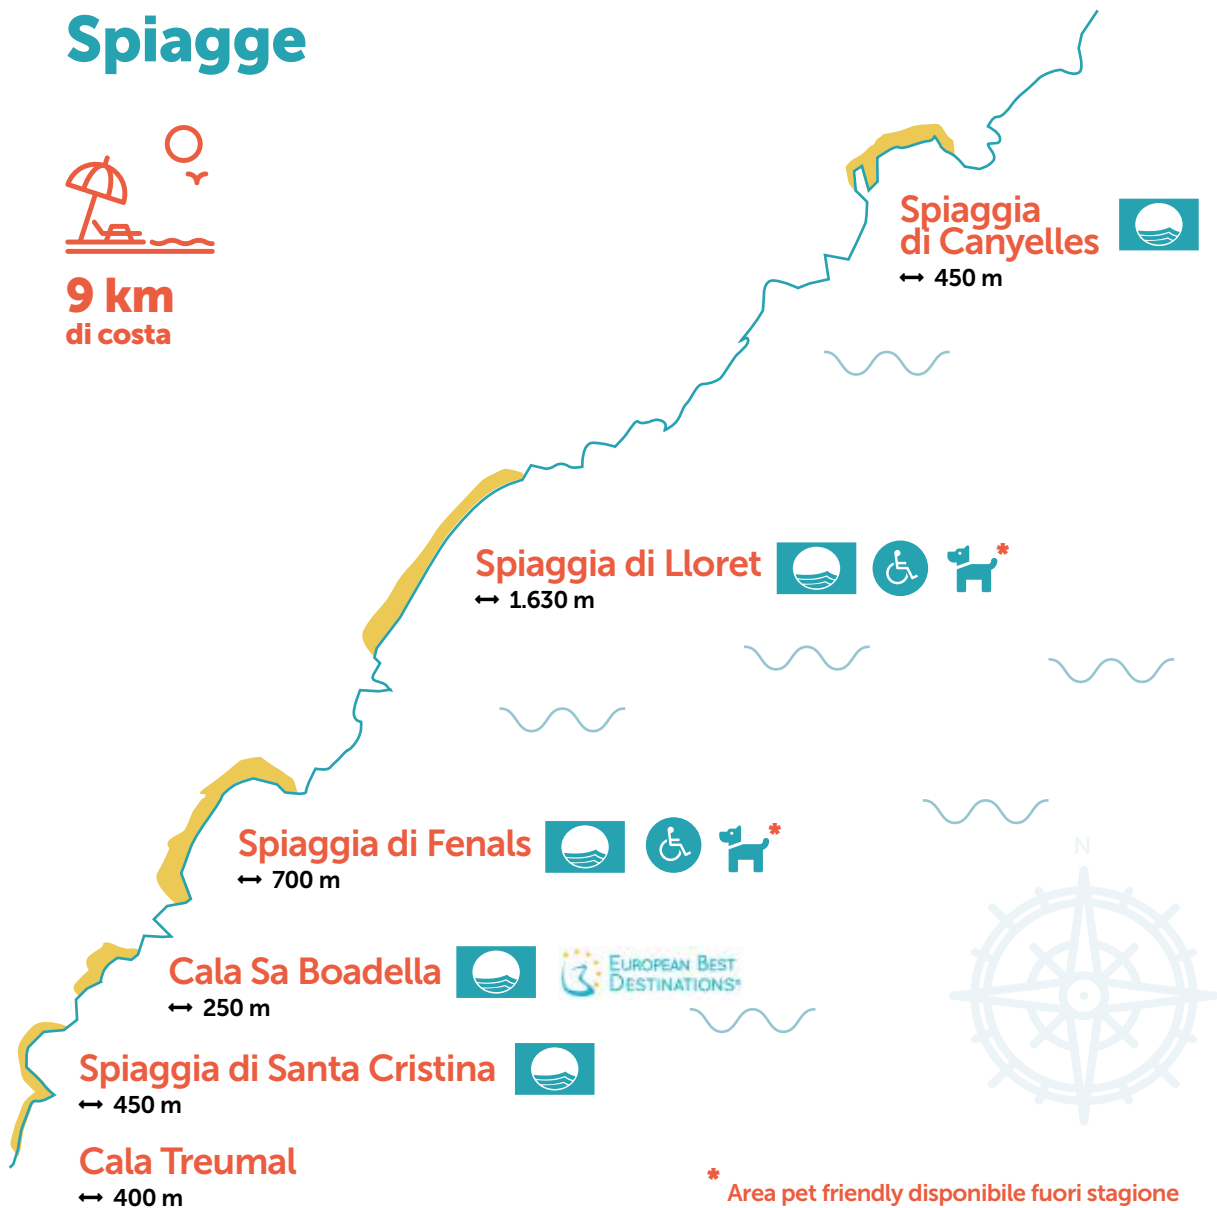 Spiagge
9 km
di costa
Spiaggia
di Canyelles
450 m
Spiaggia di Lloret *
1.630 m
Spiaggia di Fenals *
700 m
Cala Sa Boadella
EUROPEAN BEST
DESTINATIONS®
250 m
Spiaggia di Santa Cristina
450 m
Cala Treumal
400 m
N
* Area pet friendly disponibile fuori stagione